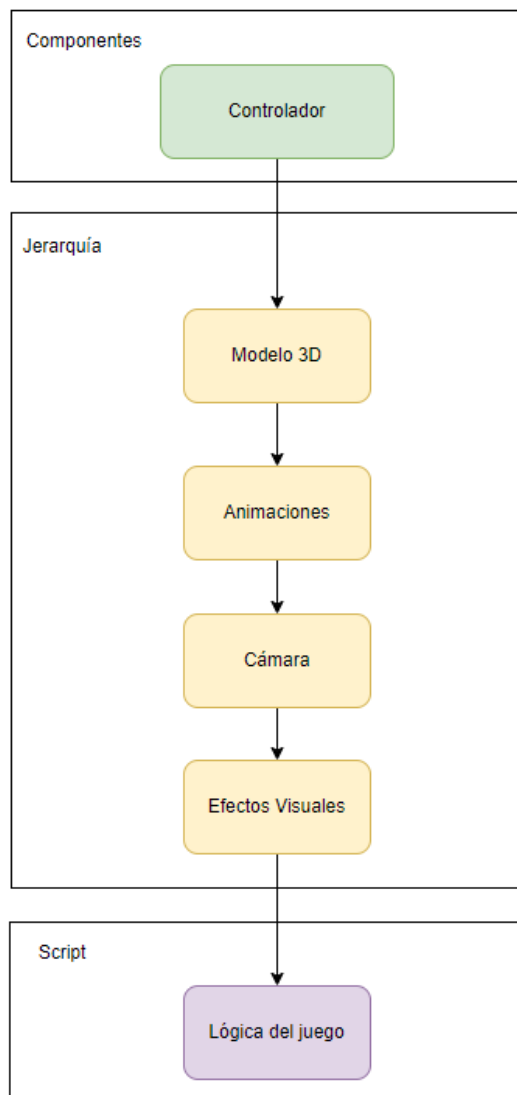 Componentes
Controlador
Jerarquía
Modelo 3D
Animaciones
Cámara
Efectos Visuales
Script
Lógica del juego